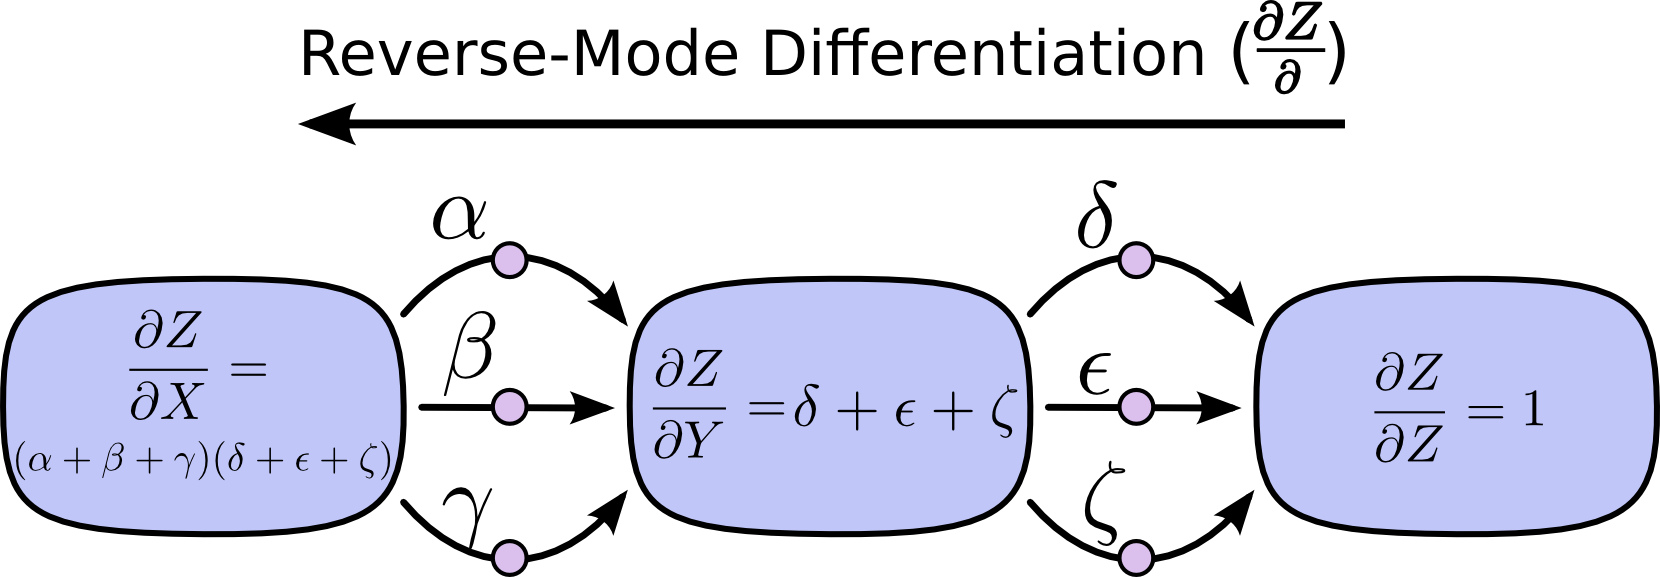 Reverse-Mode Differentiation (∂Z/∂)
α
δ
β
ϵ
γ
ζ
∂Z/∂X =
(α + β + γ)(δ + ϵ + ζ)
∂Z/∂Y = δ + ϵ + ζ
∂Z/∂Z = 1